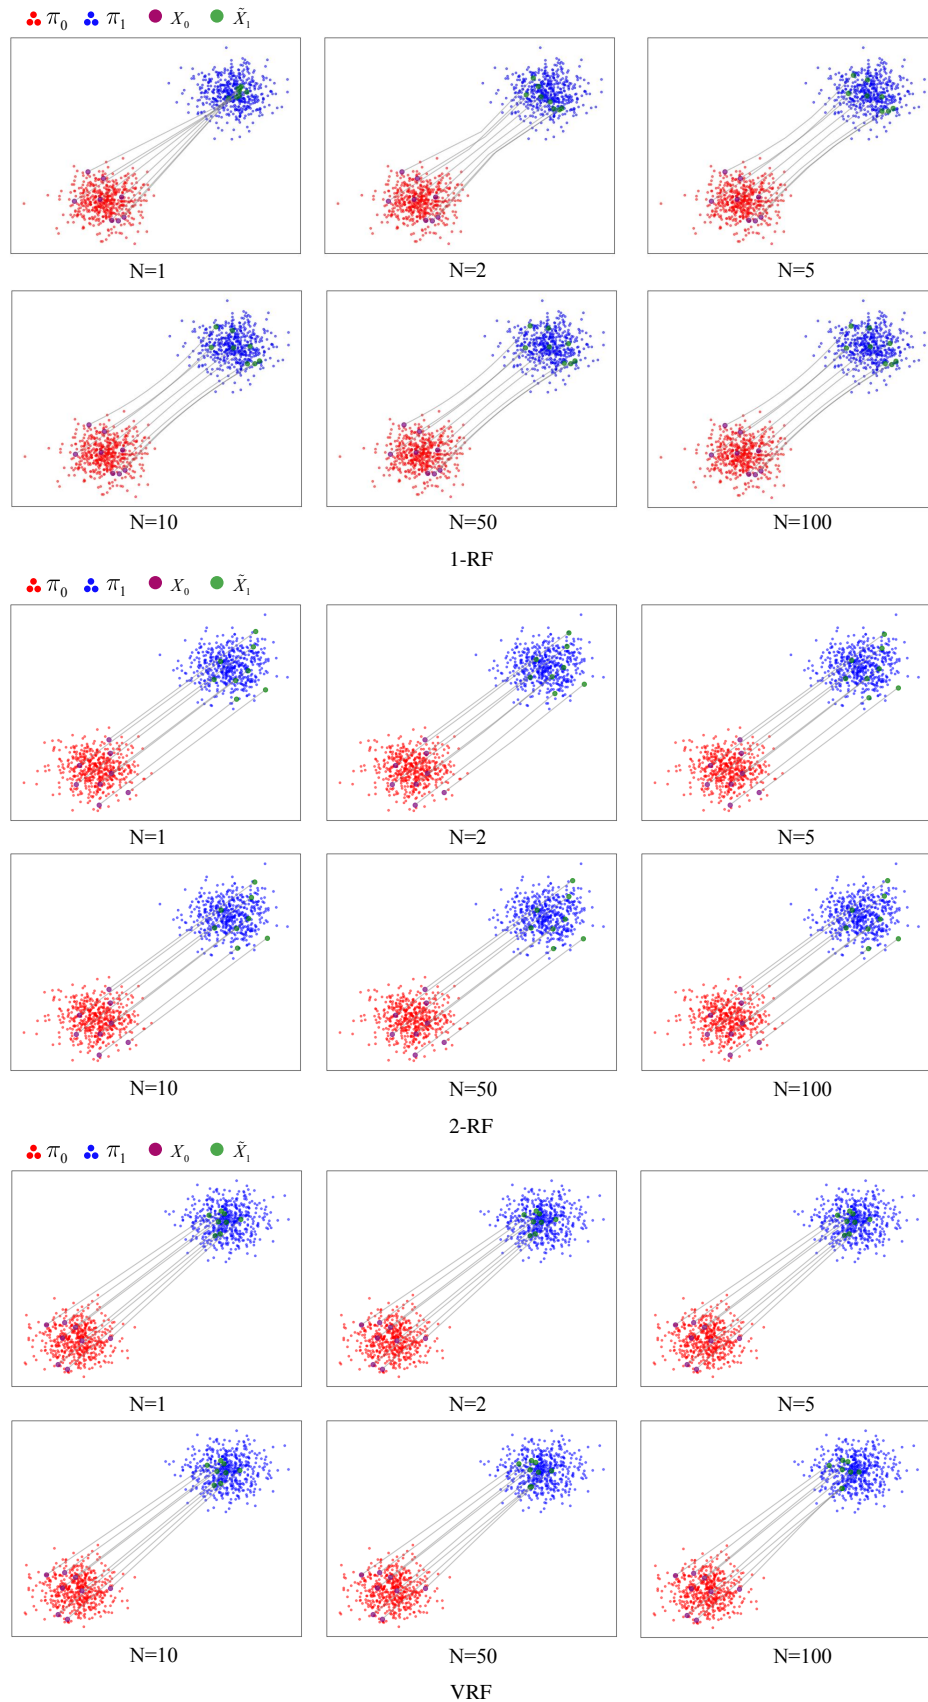 π₀ π₁ X₀ X̃₁
N=1 N=2 N=5
N=10 N=50 N=100
1-RF
π₀ π₁ X₀ X̃₁
N=1 N=2 N=5
N=10 N=50 N=100
2-RF
π₀ π₁ X₀ X̃₁
N=1 N=2 N=5
N=10 N=50 N=100
VRF